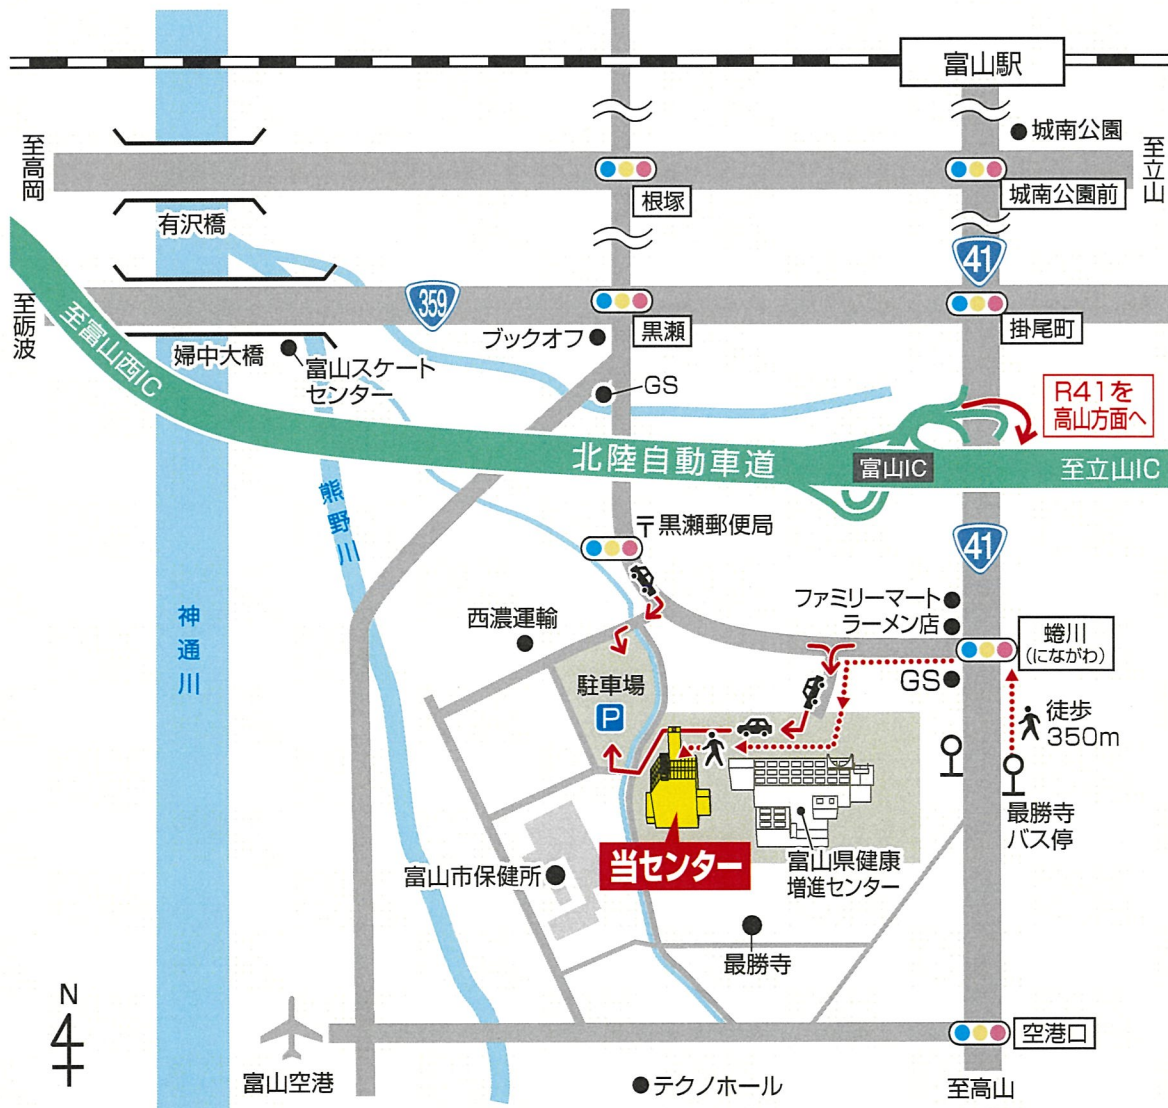 富山駅
城南公園
至高岡
至立山
根塚
城南公園前
有沢橋
41
359
至砺波
至富山西IC
ブックオフ
黒瀬
掛尾町
婦中大橋
富山スケート
センター
GS
R41を
高山方面へ
北陸自動車道
富山IC
至立山IC
熊野川
〒黒瀬郵便局
41
神通川
西濃運輸
ファミリーマート
ラーメン店
蜷川
(にながわ)
駐車場
P
GS
徒歩
350m
最勝寺
バス停
当センター
富山県健康
増進センター
富山市保健所
最勝寺
N
空港口
富山空港
テクノホール
至高山